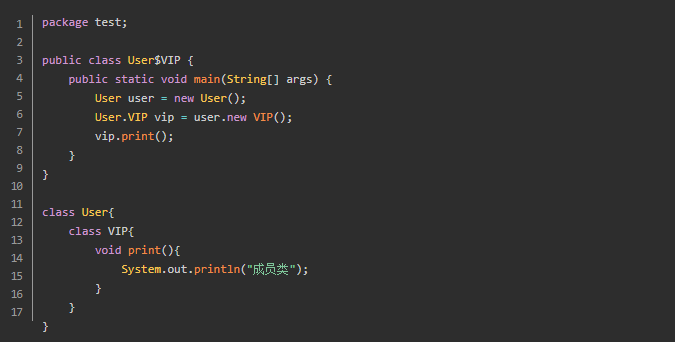 1 package test;
2
3 public class User$VIP {
4     public static void main(String[] args) {
5         User user = new User();
6         User.VIP vip = user.new VIP();
7         vip.print();
8     }
9 }
10
11 class User{
12     class VIP{
13         void print(){
14             System.out.println("成员类");
15         }
16     }
17 }